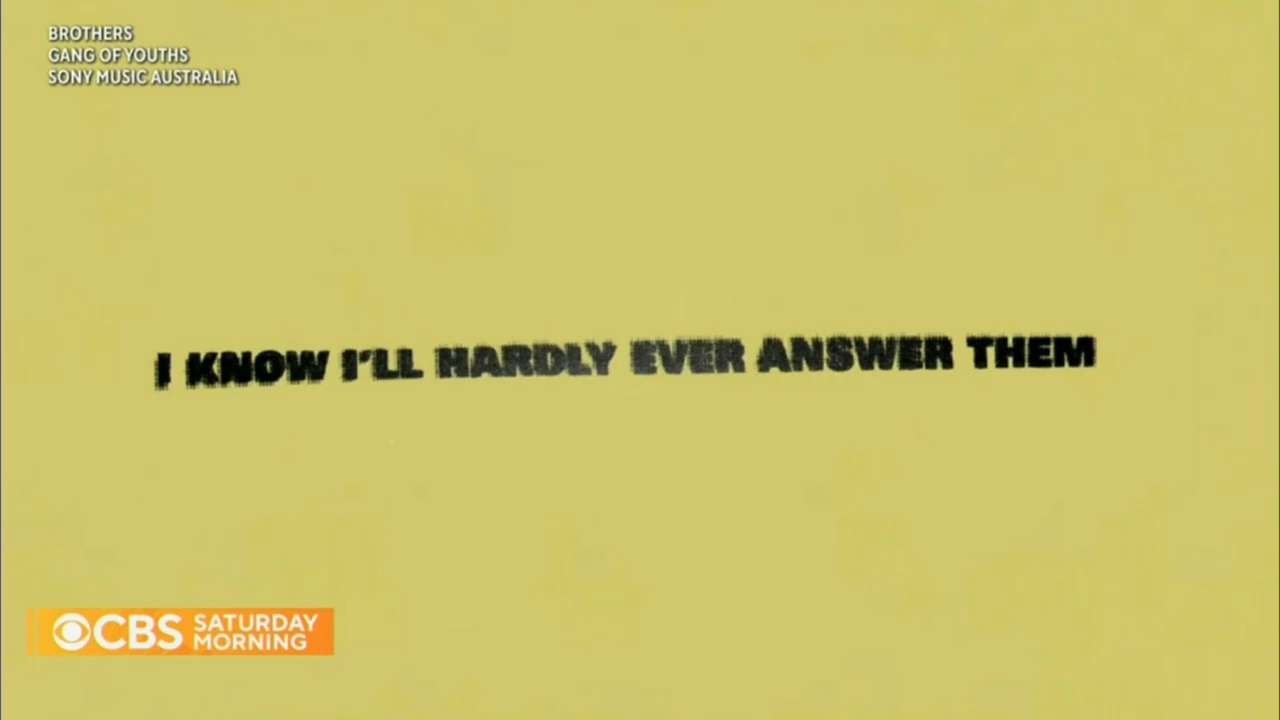 BROTHERS
GANG OF YOUTHS
SONY MUSIC AUSTRALIA
I KNOW I'LL HARDLY EVER ANSWER THEM
CBS SATURDAY
MORNING